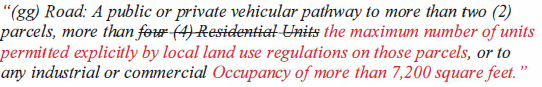 “(gg) Road: A public or private vehicular pathway to more than two (2)
parcels, more than four (4) Residential Units the maximum number of units
permitted explicitly by local land use regulations on those parcels, or to
any industrial or commercial Occupancy of more than 7,200 square feet.”